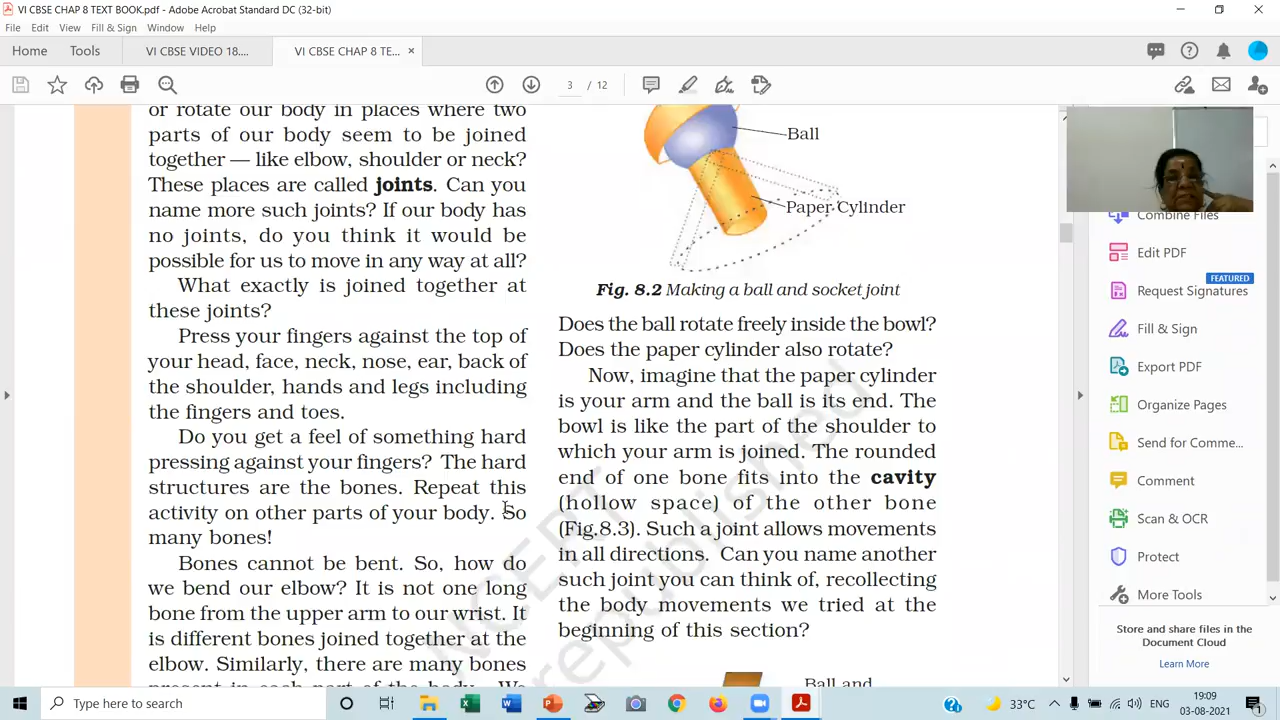 VI CBSE CHAP 8 TEXT BOOK.pdf - Adobe Acrobat Standard DC (32-bit)
File Edit View Fill & Sign Window Help
Home Tools VI CBSE VIDEO 18.... VI CBSE CHAP 8 TE... ×
3 / 12
or rotate our body in places where two
parts of our body seem to be joined
together — like elbow, shoulder or neck?
These places are called joints. Can you
name more such joints? If our body has
no joints, do you think it would be
possible for us to move in any way at all?
What exactly is joined together at
these joints?
Press your fingers against the top of
your head, face, neck, nose, ear, back of
the shoulder, hands and legs including
the fingers and toes.
Do you get a feel of something hard
pressing against your fingers? The hard
structures are the bones. Repeat this
activity on other parts of your body. So
many bones!
Bones cannot be bent. So, how do
we bend our elbow? It is not one long
bone from the upper arm to our wrist. It
is different bones joined together at the
elbow. Similarly, there are many bones
present in each part of the body. We
Ball
Paper Cylinder
Fig. 8.2 Making a ball and socket joint
Does the ball rotate freely inside the bowl?
Does the paper cylinder also rotate?
Now, imagine that the paper cylinder
is your arm and the ball is its end. The
bowl is like the part of the shoulder to
which your arm is joined. The rounded
end of one bone fits into the cavity
(hollow space) of the other bone
(Fig.8.3). Such a joint allows movements
in all directions. Can you name another
such joint you can think of, recollecting
the body movements we tried at the
beginning of this section?
Ball and
NCERT
republished
Combine Files
Edit PDF
FEATURED
Request Signatures
Fill & Sign
Export PDF
Organize Pages
Send for Comme...
Comment
Scan & OCR
Protect
More Tools
Store and share files in the
Document Cloud
Learn More
Type here to search
33°C
ENG
19:09
03-08-2021